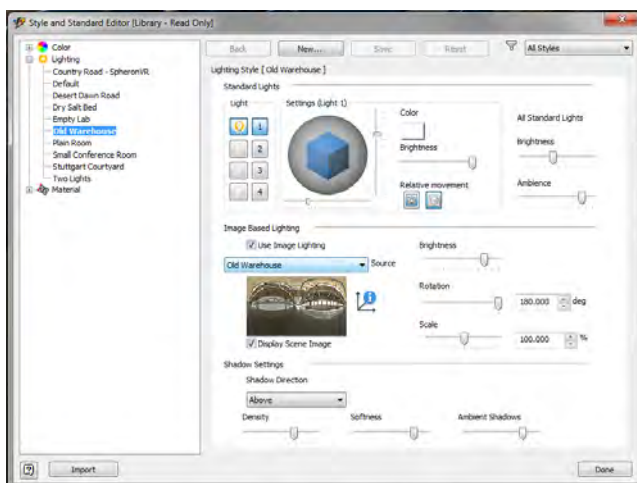 Style and Standard Editor [Library - Read Only]
Color
Lighting
Country Road - SpheronVR
Default
Desert Dawn Road
Dry Salt Bed
Empty Lab
Old Warehouse
Plain Room
Small Conference Room
Stuttgart Courtyard
Two Lights
Material
Back
New...
Save
Reset
All Styles
Lighting Style [ Old Warehouse ]
Standard Lights
Light
1
2
3
4
Settings (Light 1)
Color
Brightness
Relative movement
All Standard Lights
Brightness
Ambience
Image Based Lighting
Use Image Lighting
Old Warehouse
Source
Display Scene Image
Brightness
Rotation
180.000 deg
Scale
100.000 %
Shadow Settings
Shadow Direction
Above
Density
Softness
Ambient Shadows
?
Import
Done